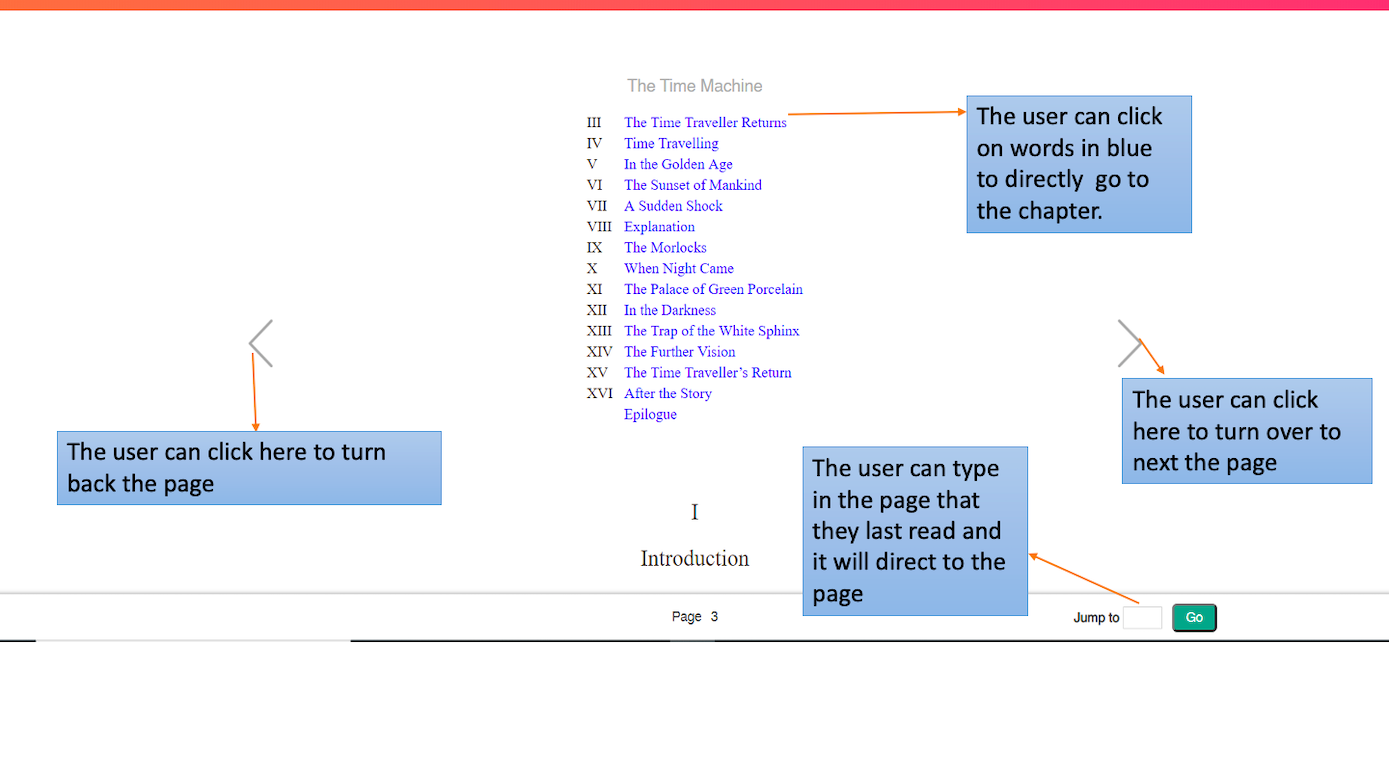 The Time Machine
III The Time Traveller Returns
IV Time Travelling
V In the Golden Age
VI The Sunset of Mankind
VII A Sudden Shock
VIII Explanation
IX The Morlocks
X When Night Came
XI The Palace of Green Porcelain
XII In the Darkness
XIII The Trap of the White Sphinx
XIV The Further Vision
XV The Time Traveller’s Return
XVI After the Story
Epilogue
The user can click
on words in blue
to directly go to
the chapter.
The user can click here to turn
back the page
The user can click
here to turn over to
next the page
I
Introduction
The user can type
in the page that
they last read and
it will direct to the
page
Page 3
Jump to
Go